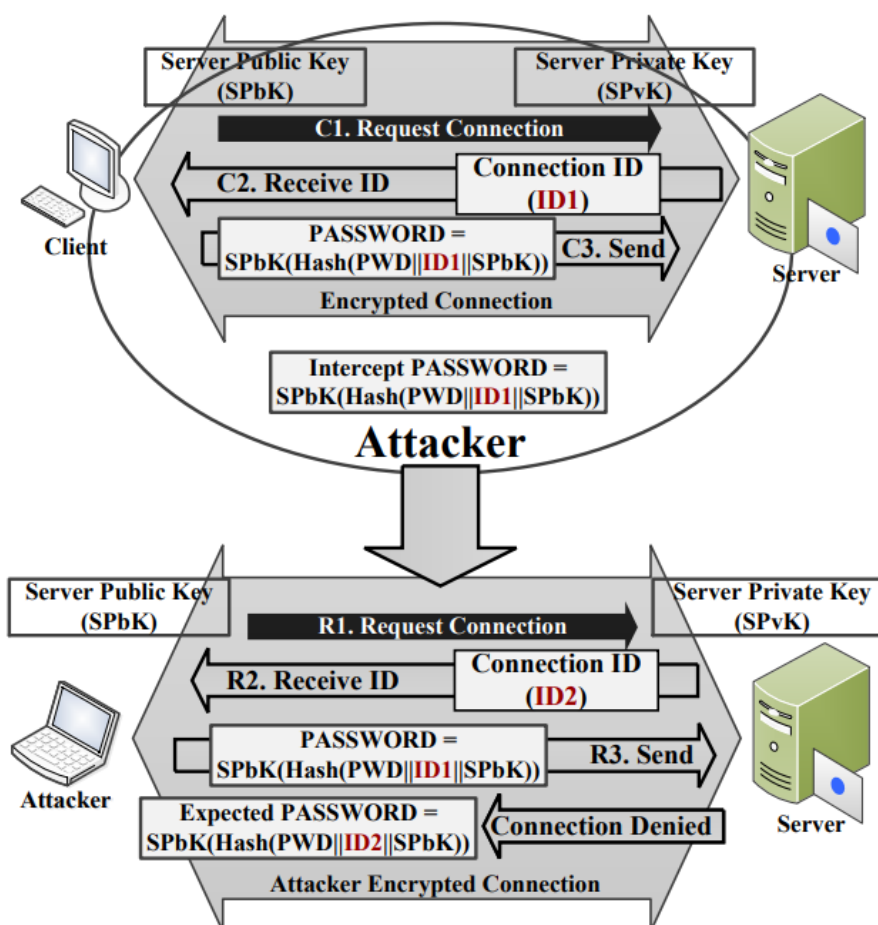 Server Public Key
(SPbK)
Server Private Key
(SPvK)
C1. Request Connection
C2. Receive ID
Connection ID
(ID1)
Client
PASSWORD =
SPbK(Hash(PWD||ID1||SPbK))
C3. Send
Server
Encrypted Connection
Intercept PASSWORD =
SPbK(Hash(PWD||ID1||SPbK))
Attacker
Server Public Key
(SPbK)
Server Private Key
(SPvK)
R1. Request Connection
R2. Receive ID
Connection ID
(ID2)
Attacker
PASSWORD =
SPbK(Hash(PWD||ID1||SPbK))
R3. Send
Expected PASSWORD =
SPbK(Hash(PWD||ID2||SPbK))
Connection Denied
Server
Attacker Encrypted Connection